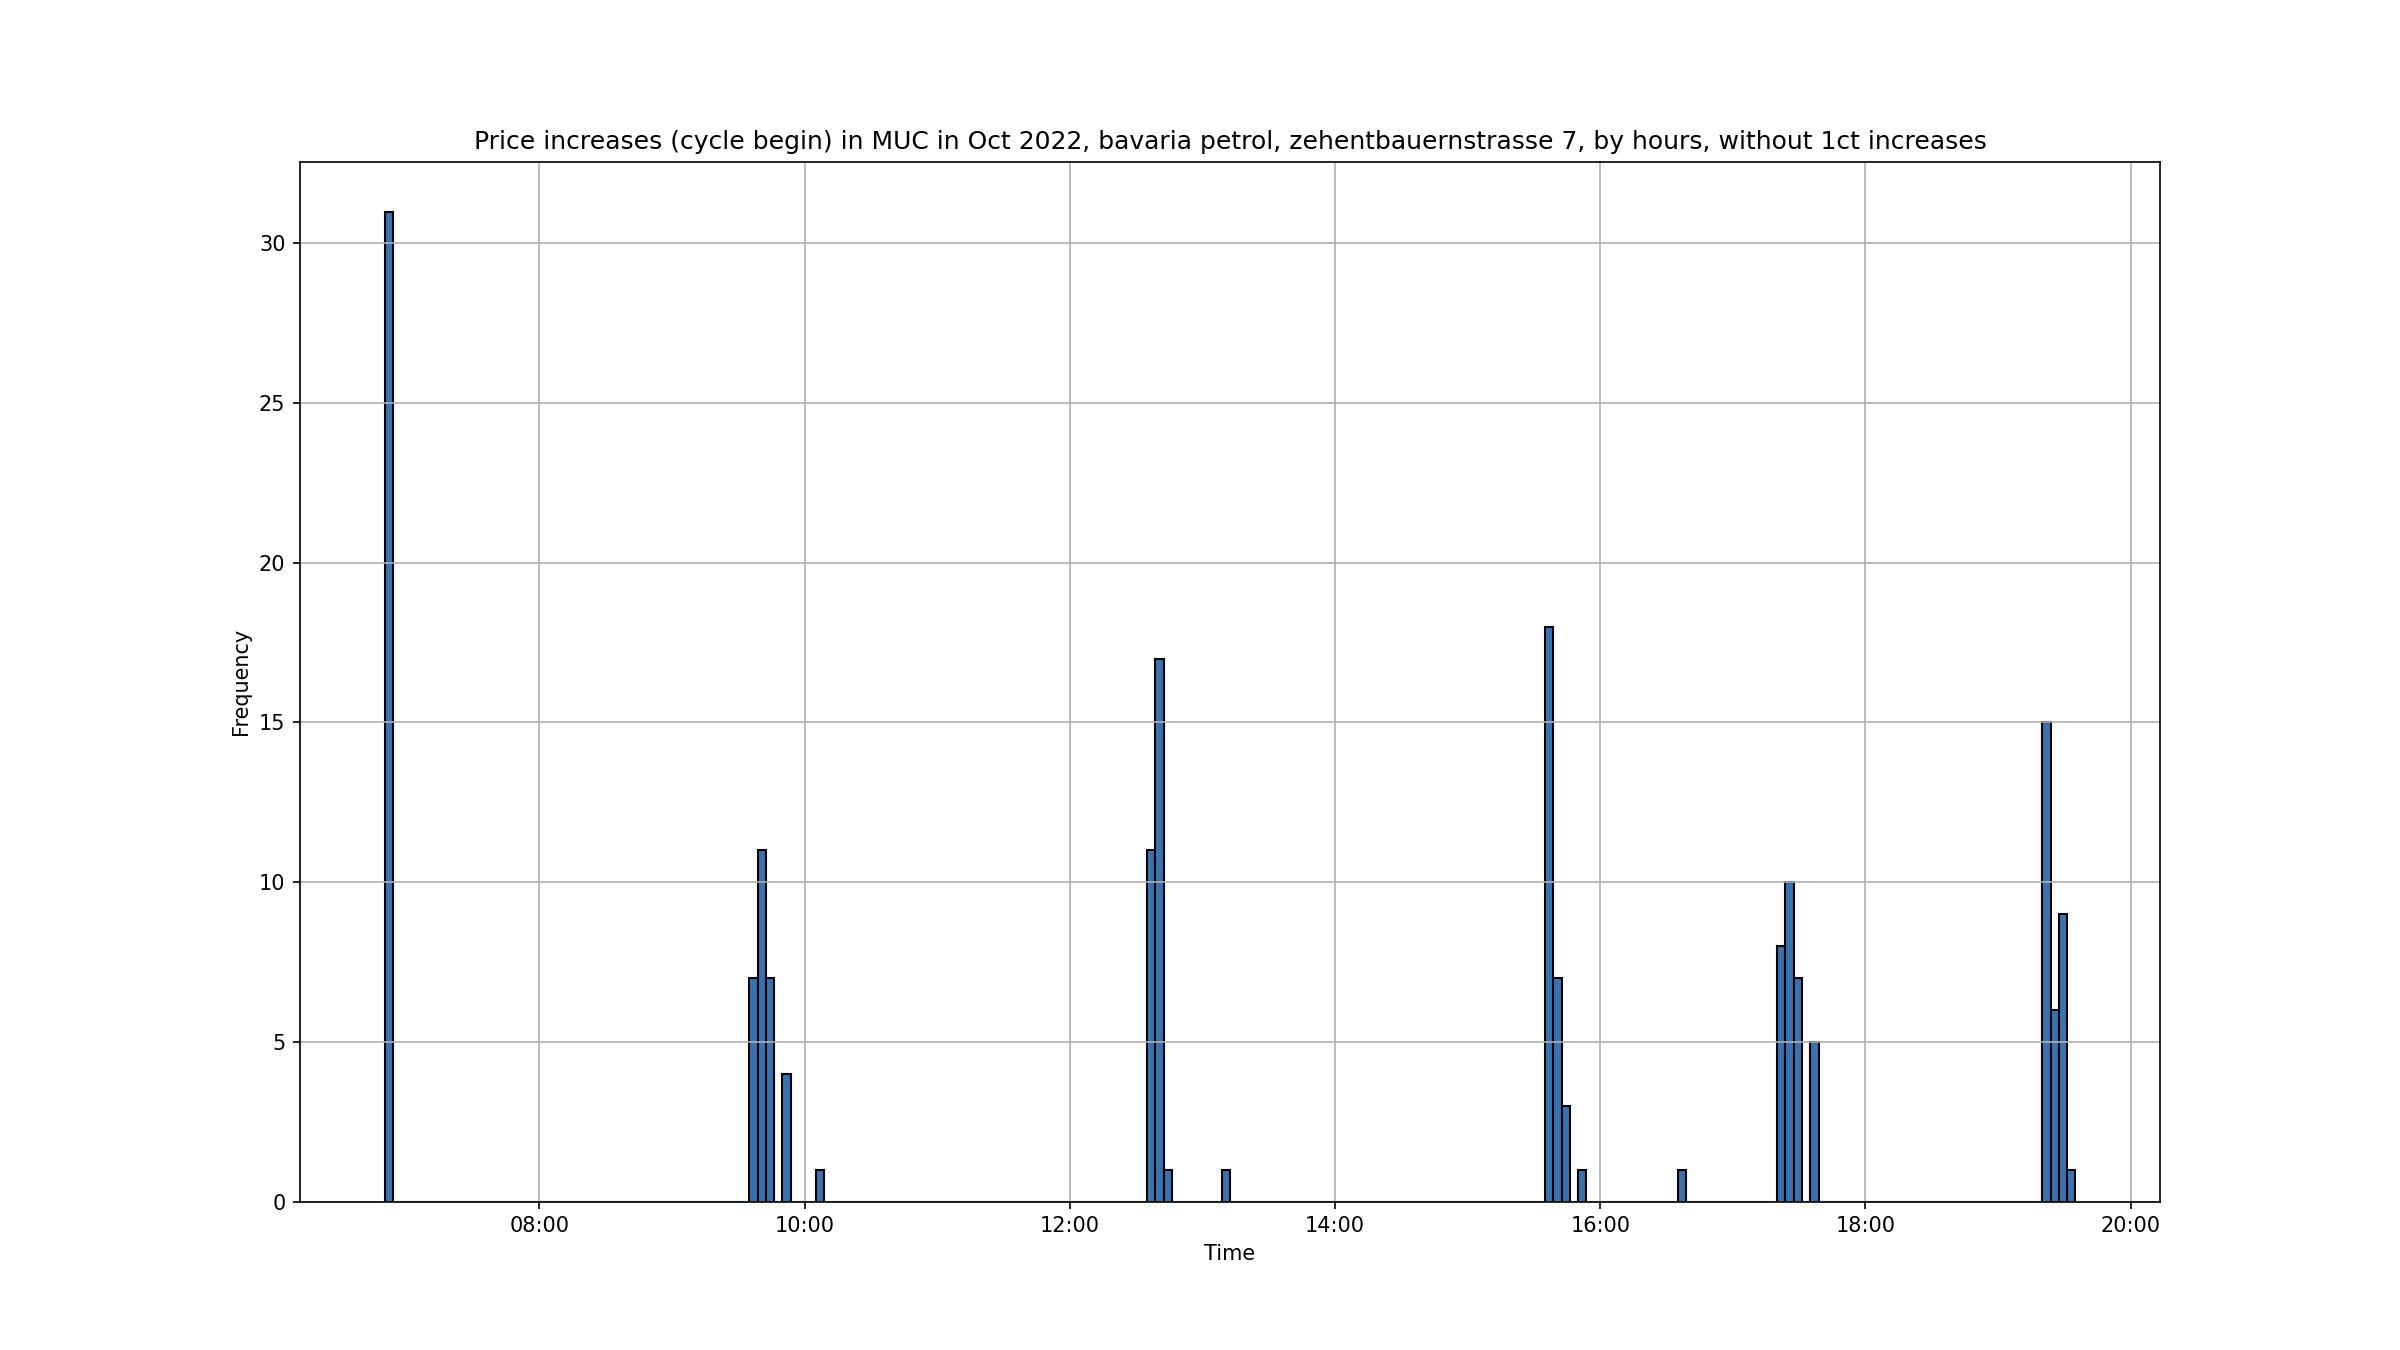 Price increases (cycle begin) in MUC in Oct 2022, bavaria petrol, zehentbauernstrasse 7, by hours, without 1ct increases
30
25
20
15
10
5
0
Frequency
08:00 10:00 12:00 14:00 16:00 18:00 20:00
Time